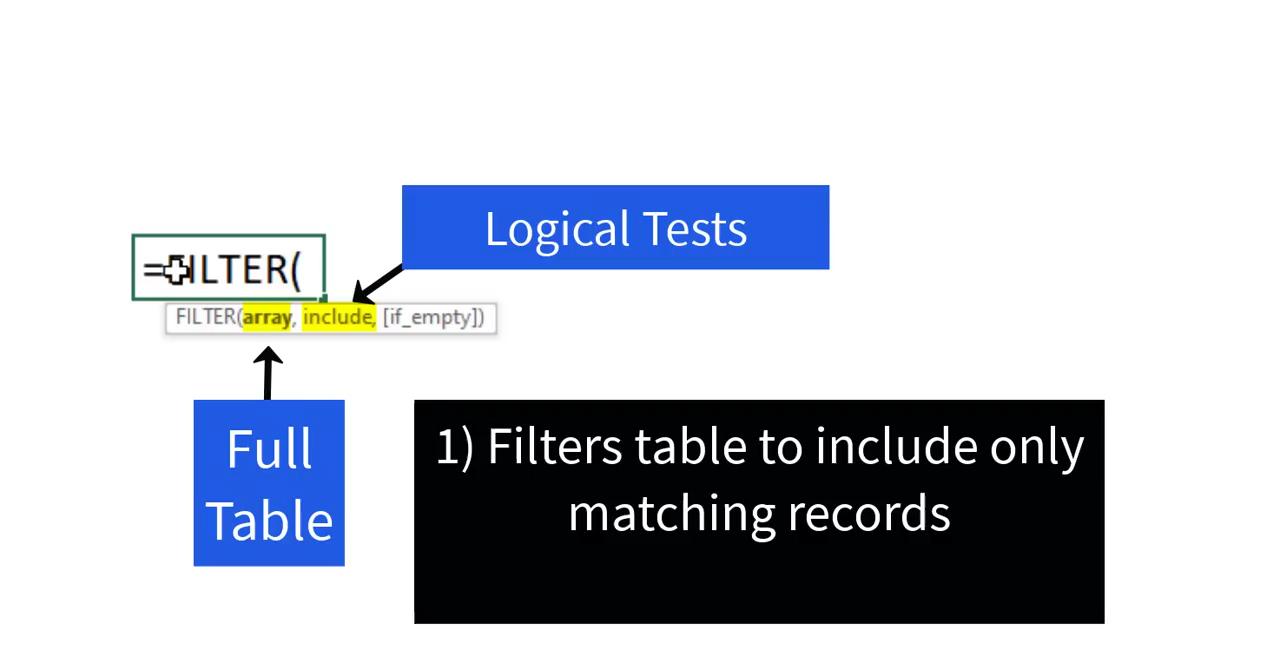 Logical Tests
=FILTER(
FILTER(array, include, [if_empty])
Full
Table
1) Filters table to include only
matching records